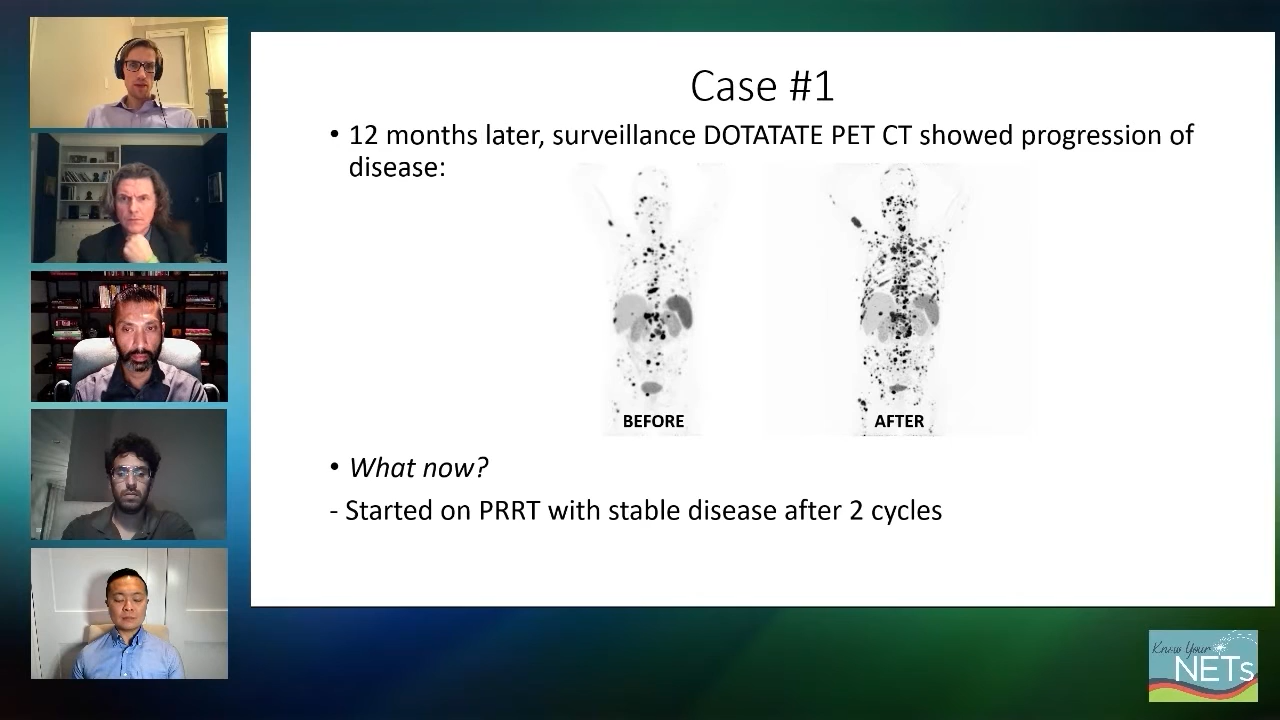 Case #1
• 12 months later, surveillance DOTATATE PET CT showed progression of
disease:
BEFORE
AFTER
• What now?
- Started on PRRT with stable disease after 2 cycles
Know Your
NETs